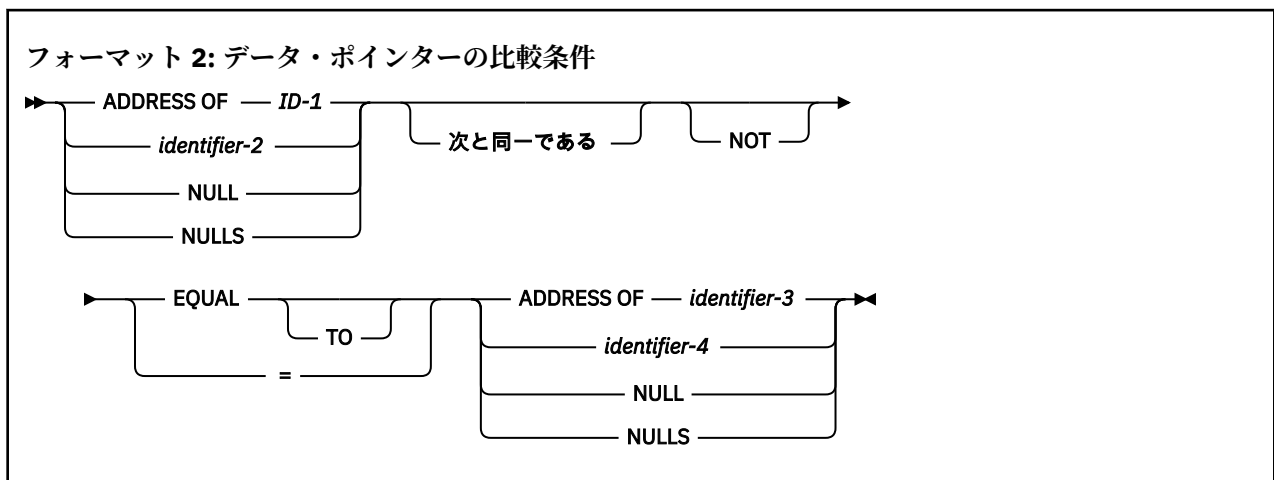 フォーマット 2: データ・ポインターの比較条件
ADDRESS OF ID-1
identifier-2
次と同一である
NOT
NULL
NULLS
EQUAL
TO
=
ADDRESS OF identifier-3
identifier-4
NULL
NULLS